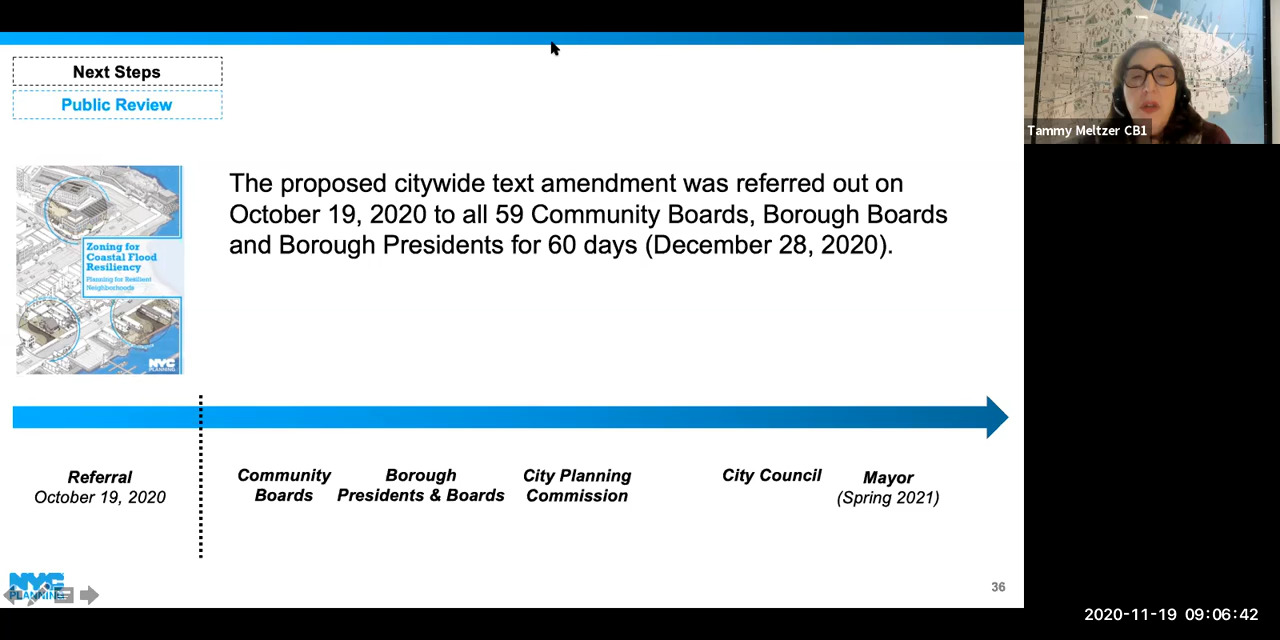 Next Steps
Public Review
Tammy Meltzer CB1
The proposed citywide text amendment was referred out on
October 19, 2020 to all 59 Community Boards, Borough Boards
and Borough Presidents for 60 days (December 28, 2020).
Zoning for
Coastal Flood
Resiliency
Planning for Resilient
Neighborhoods
NYC
PLANNING
Referral
October 19, 2020
Community
Boards
Borough
Presidents & Boards
City Planning
Commission
City Council
Mayor
(Spring 2021)
NYC
PLANNING
36
2020-11-19 09:06:42